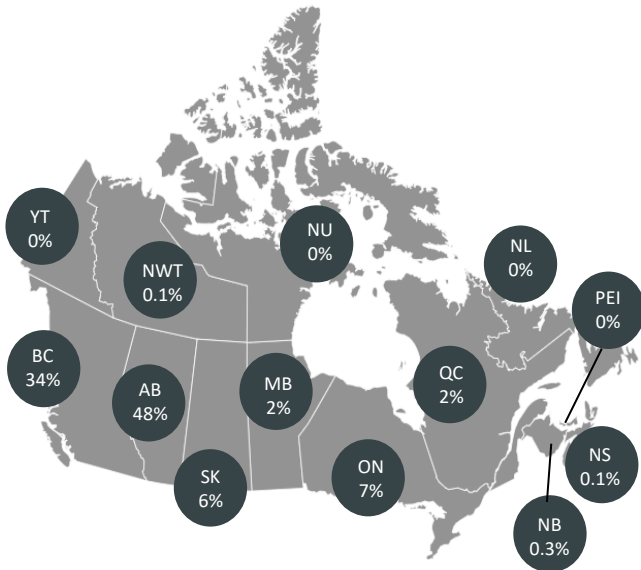 YT
0%
NWT
0.1%
NU
0%
NL
0%
PEI
0%
BC
34%
AB
48%
SK
6%
MB
2%
ON
7%
QC
2%
NS
0.1%
NB
0.3%